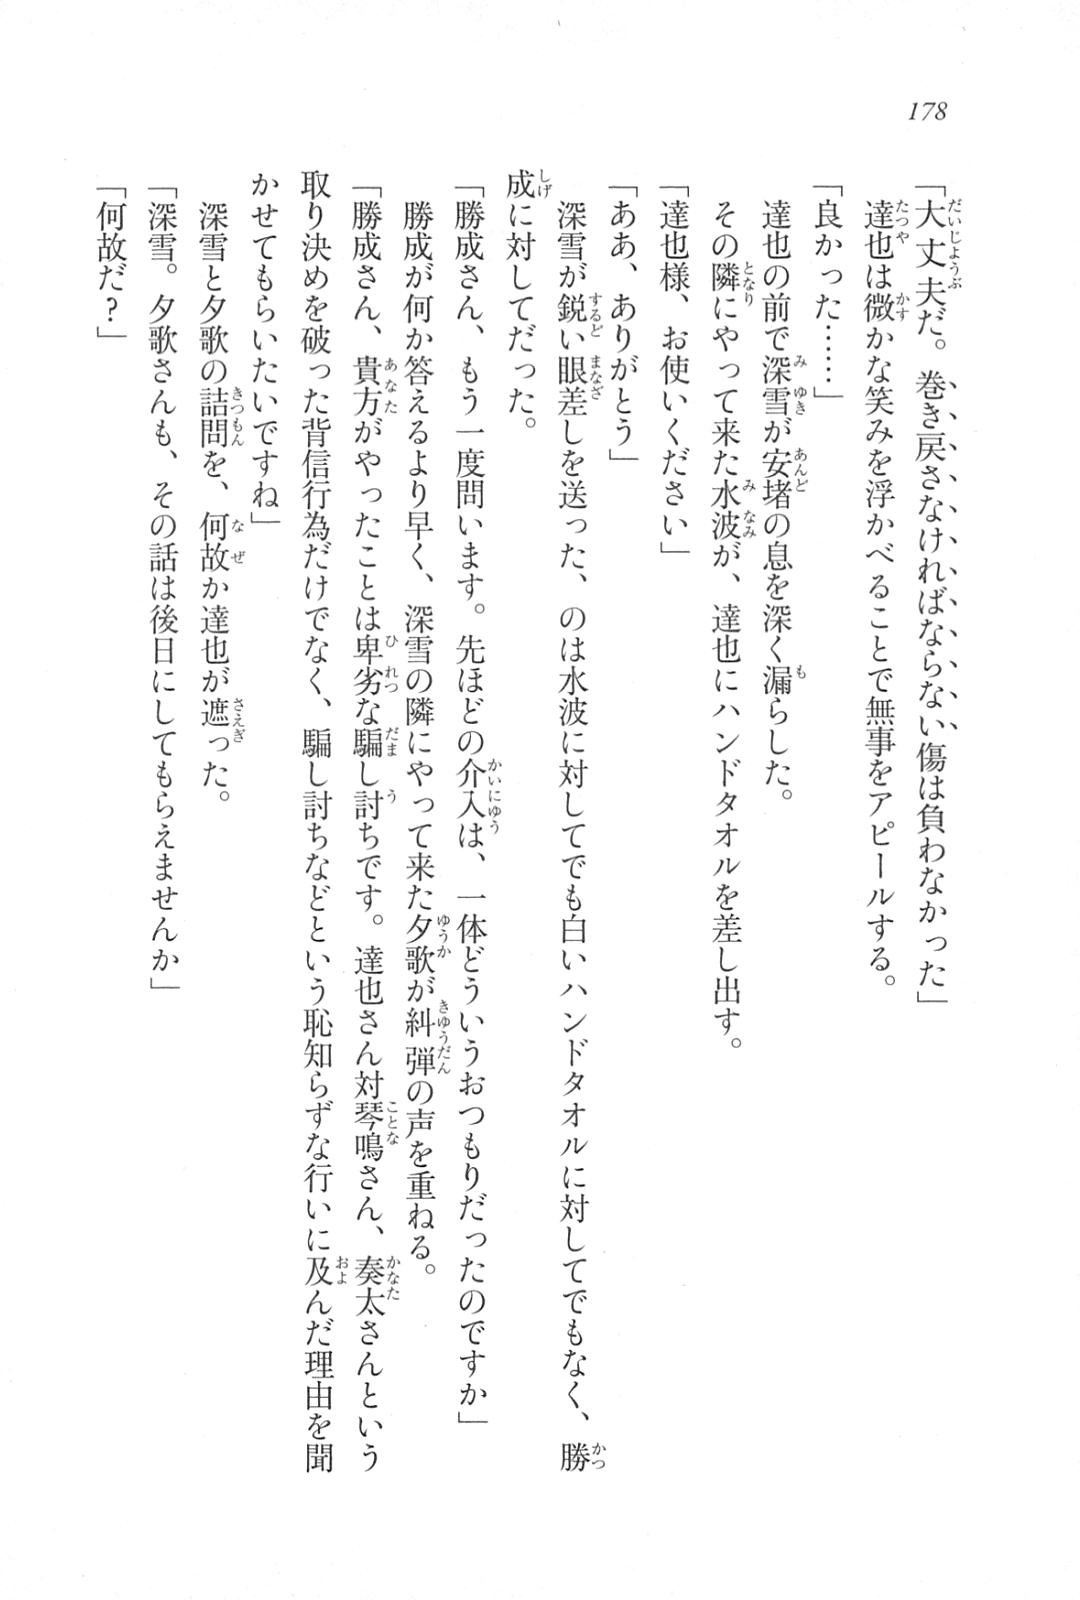 178
「大丈夫だ。巻き戻さなければならない傷は負わなかった」
達也は微かな笑みを浮かべることで無事をアピールする。
「良かった……」
達也の前で深雪が安堵の息を深く漏らした。
その隣にやって来た水波が、達也にハンドタオルを差し出す。
「達也様、お使いください」
「ああ、ありがとう」
深雪が鋭い眼差しを送った、のは水波に対してでも白いハンドタオルに対してでもなく、勝
成に対してだった。
「勝成さん、もう一度問います。先ほどの介入は、一体どういうおつもりだったのですか」
勝成が何か答えるより早く、深雪の隣にやって来た夕歌が糾弾の声を重ねる。
「勝成さん、貴方がやったことは卑劣な騙し討ちです。達也さん対琴鳴さん、奏太さんという
取り決めを破った背信行為だけでなく、騙し討ちなどという恥知らずな行いに及んだ理由を聞
かせてもらいたいですね」
深雪と夕歌の詰問を、何故か達也が遮った。
「深雪。夕歌さんも、その話は後日にしてもらえませんか」
「何故だ？」